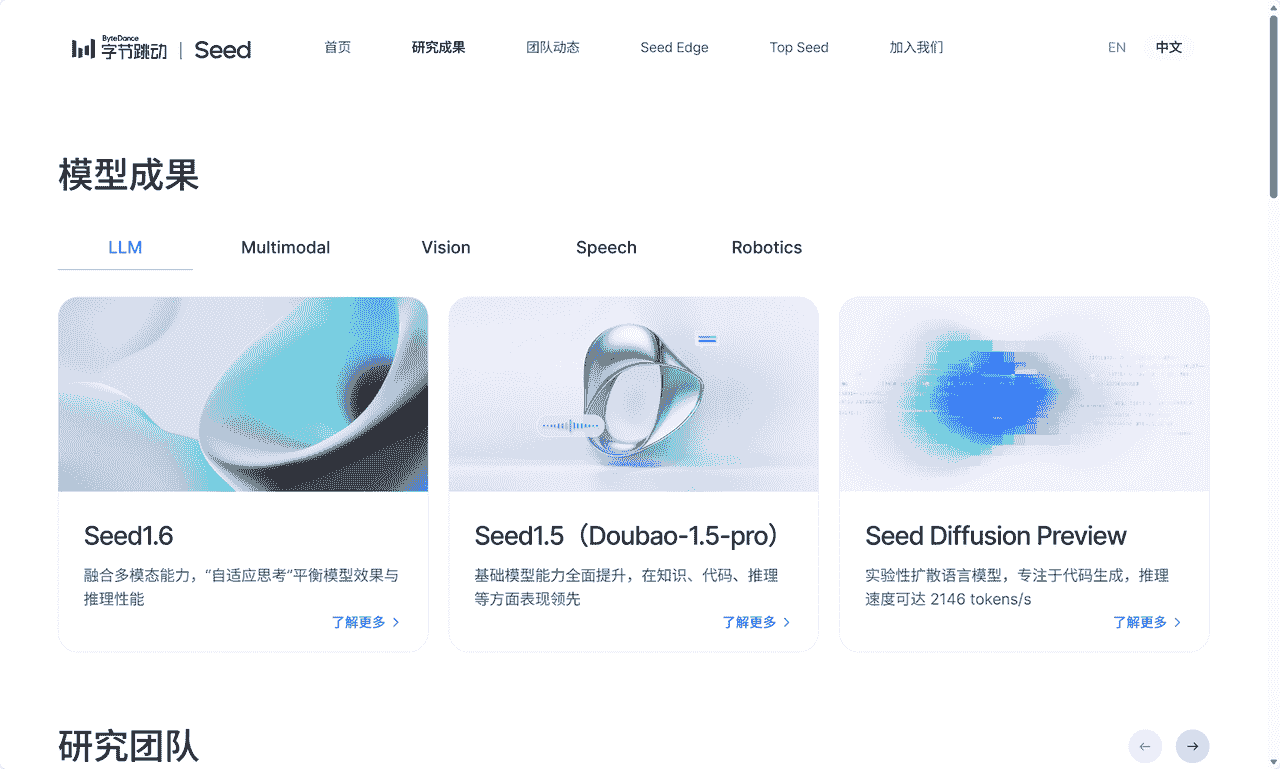 ByteDance
字节跳动 | Seed
首页
研究成果
团队动态
Seed Edge
Top Seed
加入我们
EN
中文
模型成果
LLM
Multimodal
Vision
Speech
Robotics
Seed1.6
融合多模态能力，“自适应思考”平衡模型效果与
推理性能
了解更多
Seed1.5（Doubao-1.5-pro）
基础模型能力全面提升，在知识、代码、推理
等方面表现领先
了解更多
Seed Diffusion Preview
实验性扩散语言模型，专注于代码生成，推理
速度可达 2146 tokens/s
了解更多
研究团队